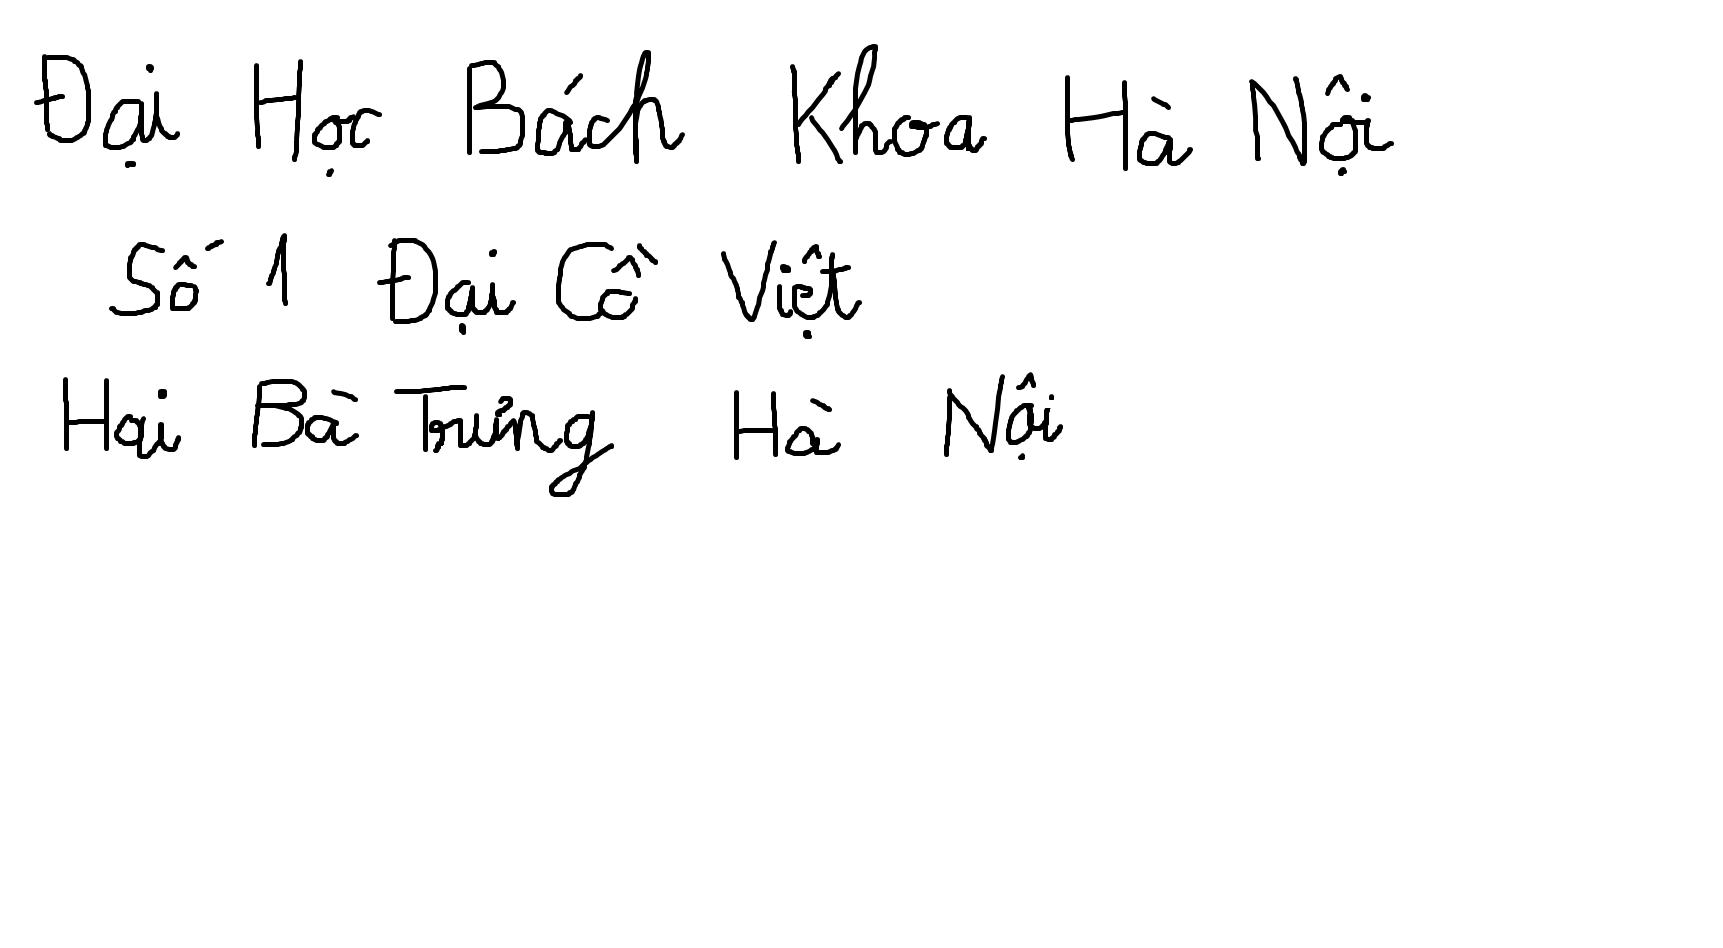 Đại Học Bách Khoa Hà Nội
Số 1 Đại Cồ Việt
Hai Bà Trưng Hà Nội